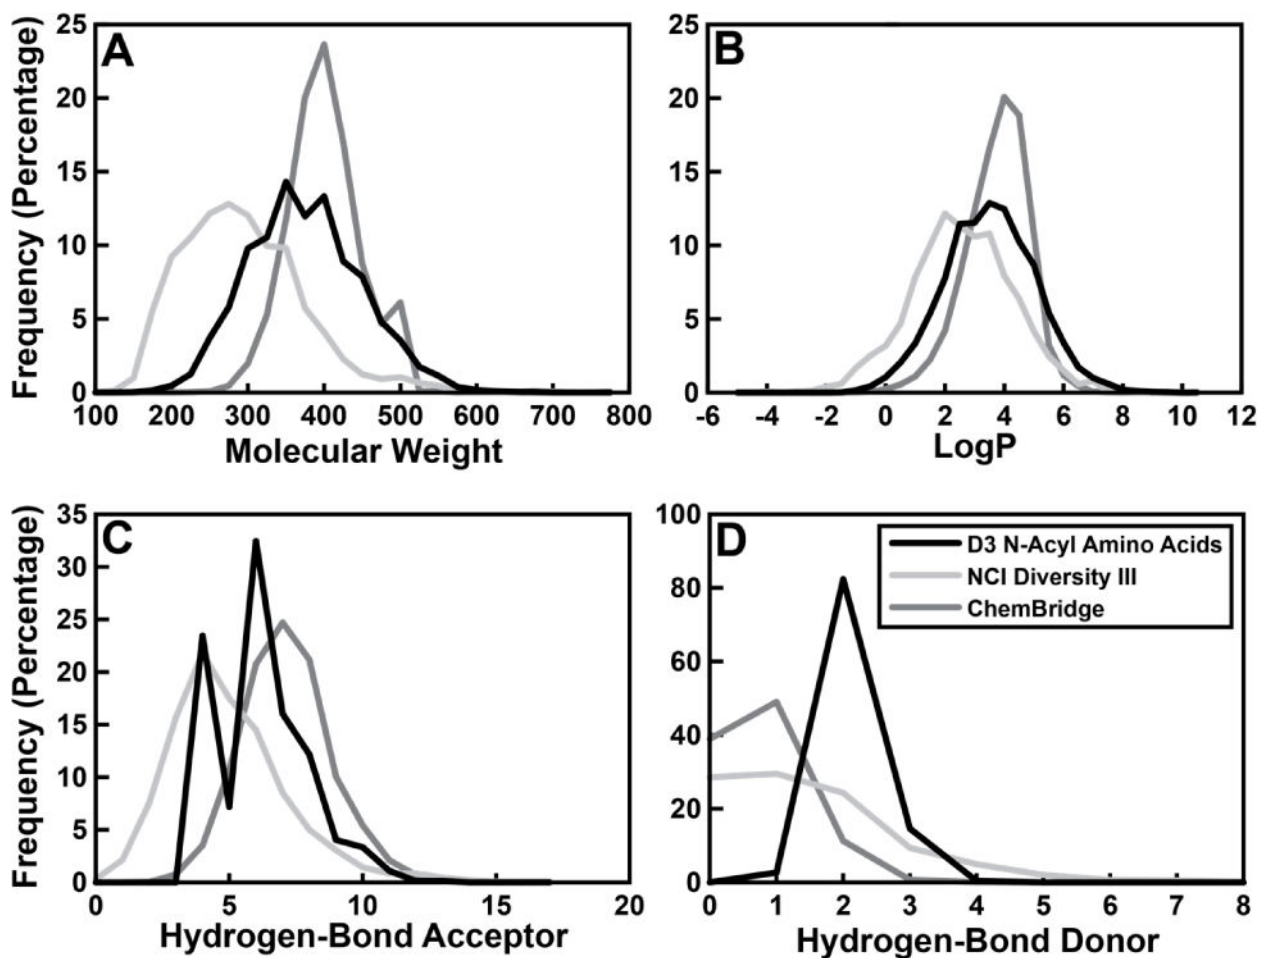 A
Frequency (Percentage)
25
20
15
10
5
0
100 200 300 400 500 600 700 800
Molecular Weight
B
25
20
15
10
5
0
-6 -4 -2 0 2 4 6 8 10 12
LogP
C
Frequency (Percentage)
35
30
25
20
15
10
5
0
0 5 10 15 20
Hydrogen-Bond Acceptor
D
100
80
60
40
20
0
0 1 2 3 4 5 6 7 8
Hydrogen-Bond Donor
D3 N-Acyl Amino Acids
NCI Diversity III
ChemBridge